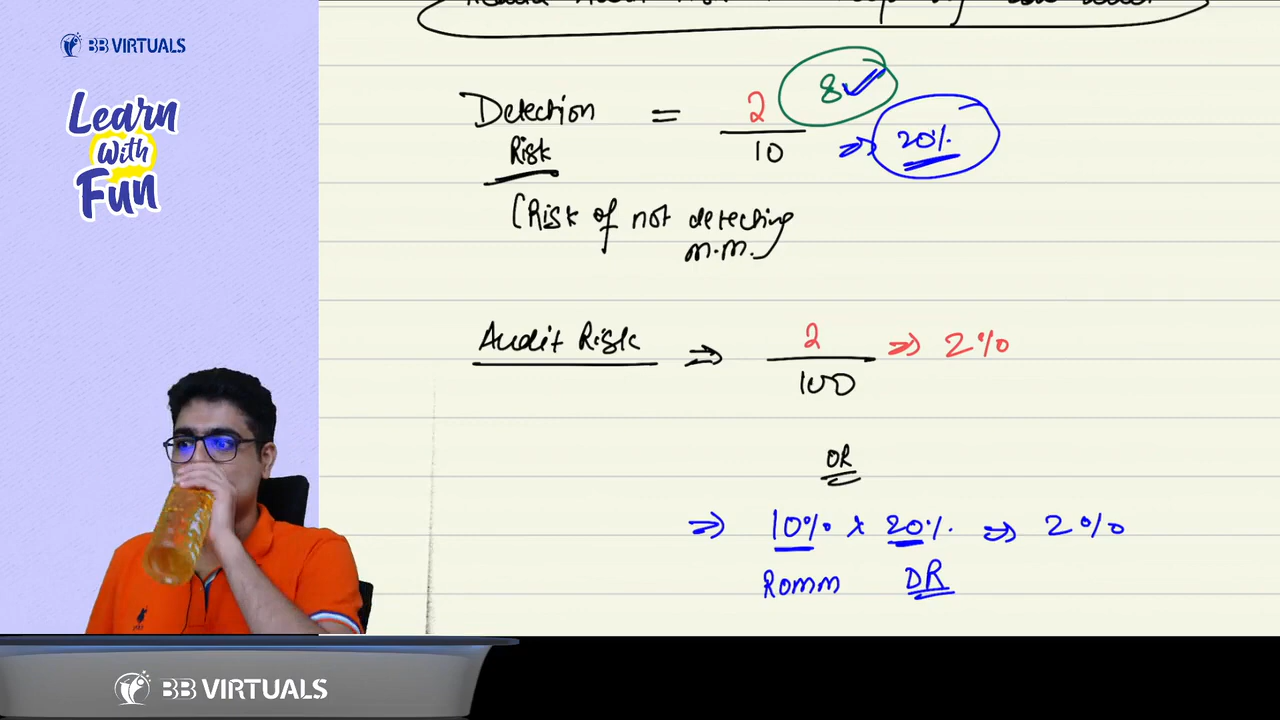 BB VIRTUALS
Learn
With
Fun
Detection = 2 8
Risk 10 ⇒ 20%
(Risk of not detecting
m.m.)
Audit Risk ⇒ 2 ⇒ 2%
100
OR
⇒ 10% x 20% ⇒ 2%
Romm DR
BB VIRTUALS